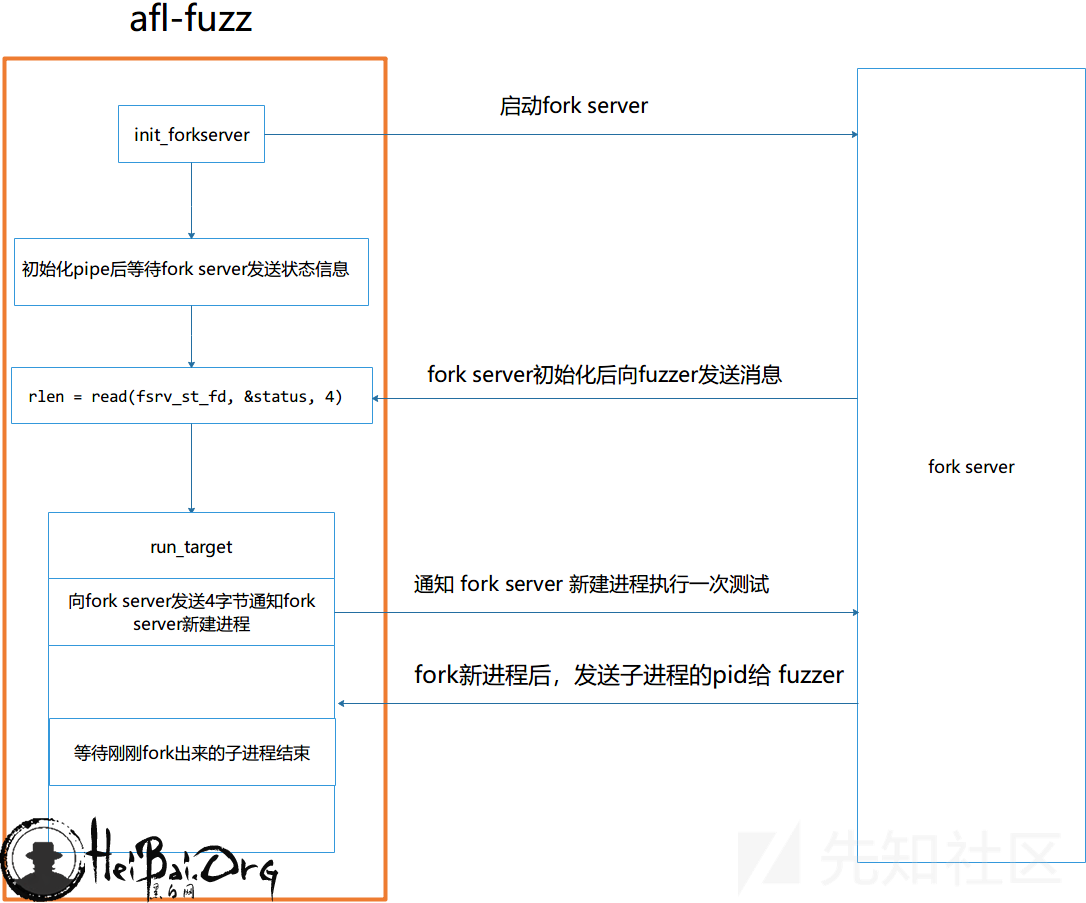 afl-fuzz
启动fork server
init_forkserver
初始化pipe后等待fork server发送状态信息
fork server初始化后向fuzzer发送消息
rlen = read(fsrv_st_fd, &status, 4)
fork server
run_target
通知 fork server 新建进程执行一次测试
向fork server发送4字节通知fork
server新建进程
fork新进程后，发送子进程的pid给 fuzzer
等待刚刚fork出来的子进程结束
HeiBai.Org
黑白网
先知社区